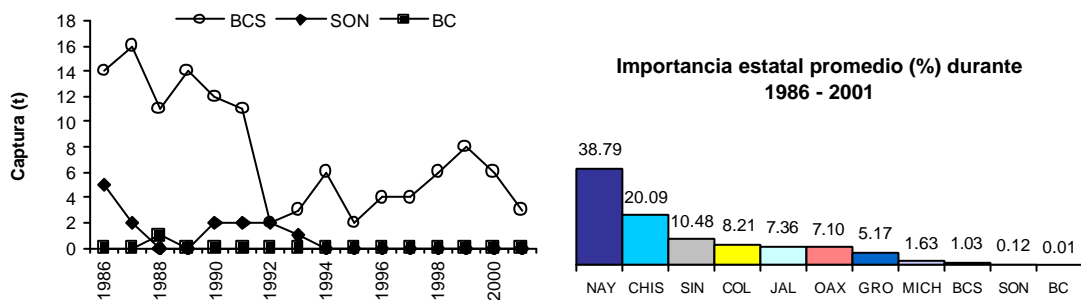 BCS SON BC
Captura (t)
18
16
14
12
10
8
6
4
2
0
1986 1988 1990 1992 1994 1996 1998 2000
Importancia estatal promedio (%) durante
1986 - 2001
38.79 20.09 10.48 8.21 7.36 7.10 5.17 1.63 1.03 0.12 0.01
NAY CHIS SIN COL JAL OAX GRO MICH BCS SON BC